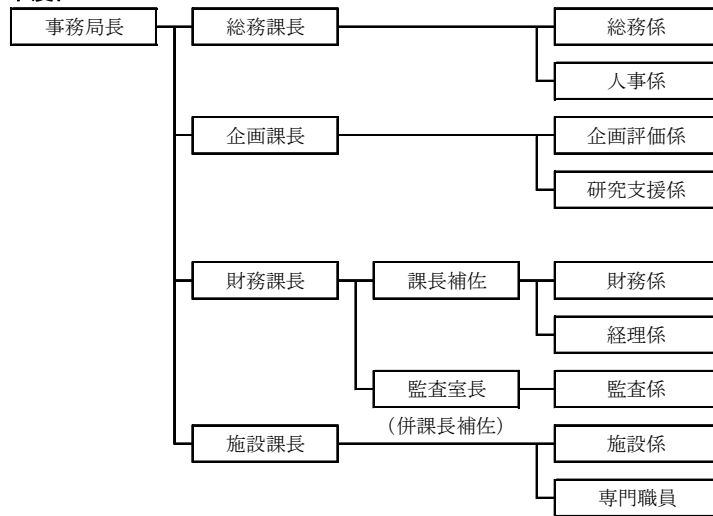 事務局長 総務課長 総務係
人事係
企画課長 企画評価係
研究支援係
財務課長 課長補佐 財務係
経理係
監査室長 監査係
（併課長補佐）
施設課長 施設係
専門職員